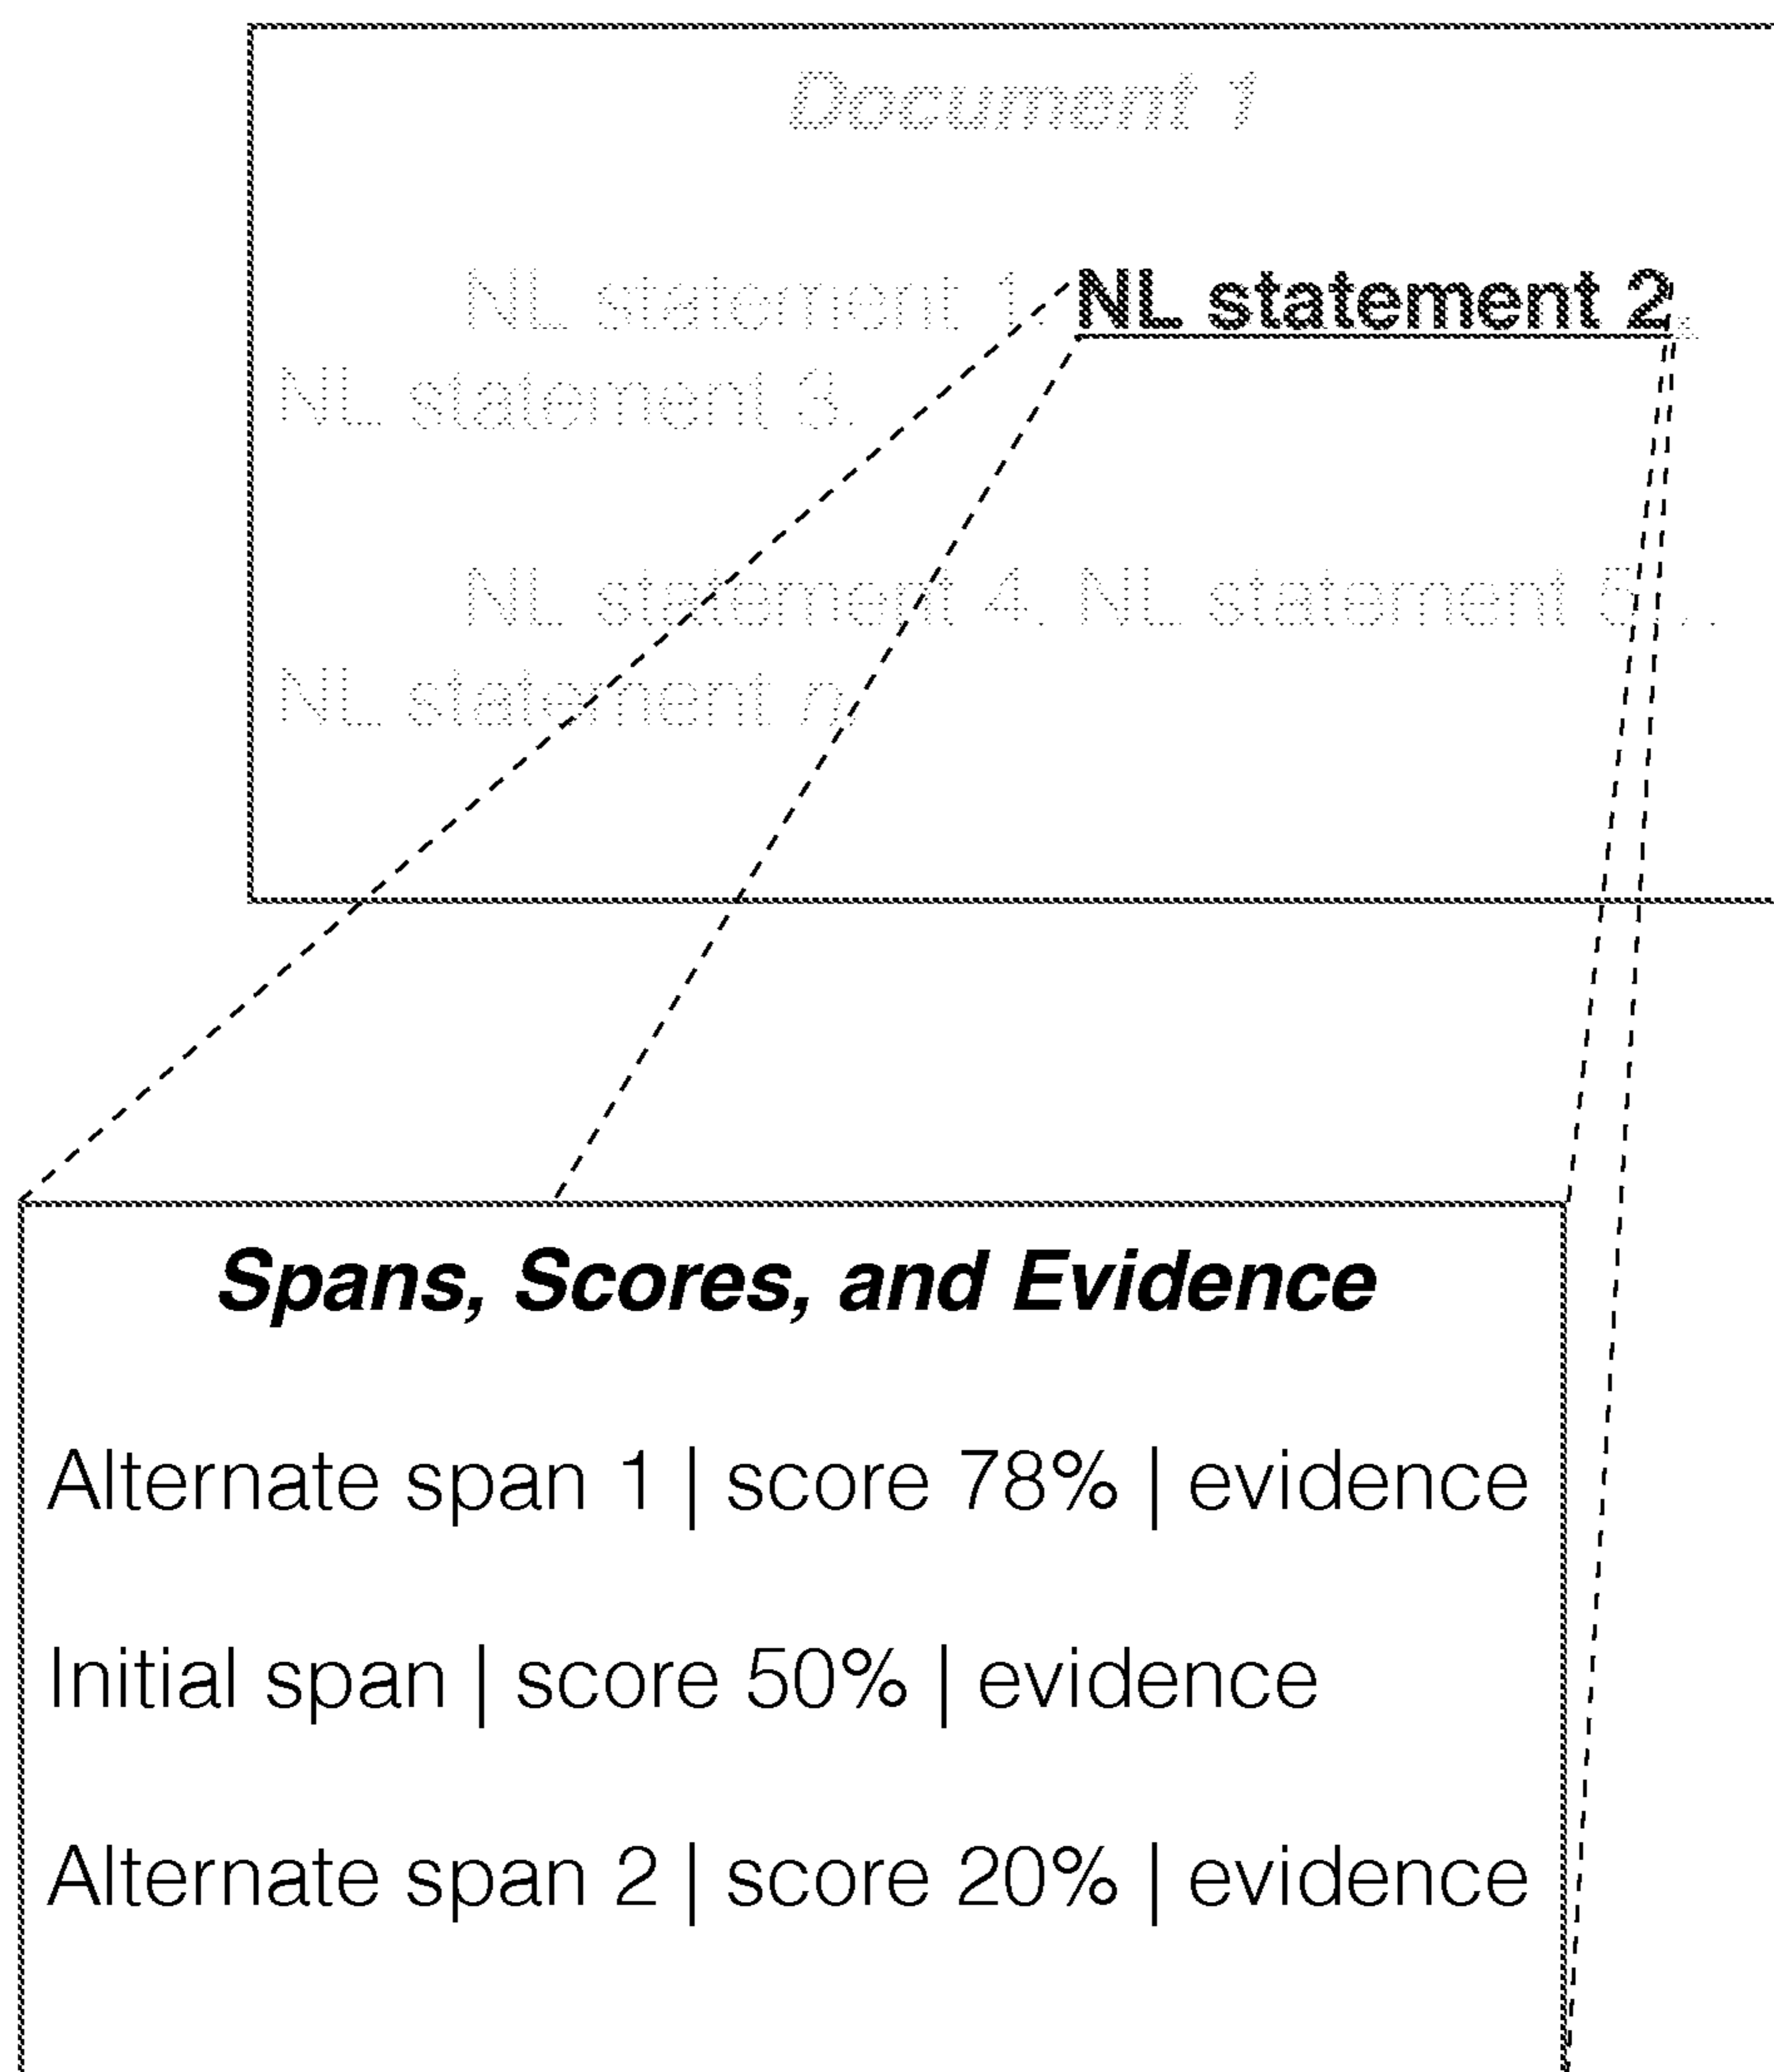 Document 1
NL statement 1. NL statement 2.
NL statement 3.
NL statement 4. NL statement 5...
NL statement n.
Spans, Scores, and Evidence
Alternate span 1 | score 78% | evidence
Initial span | score 50% | evidence
Alternate span 2 | score 20% | evidence